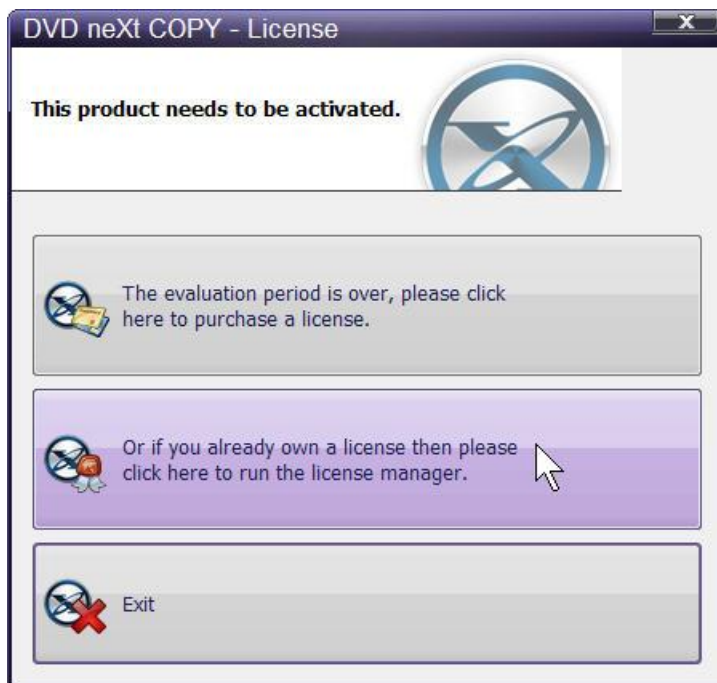 DVD neXt COPY - License
This product needs to be activated.
The evaluation period is over, please click
here to purchase a license.
Or if you already own a license then please
click here to run the license manager.
Exit